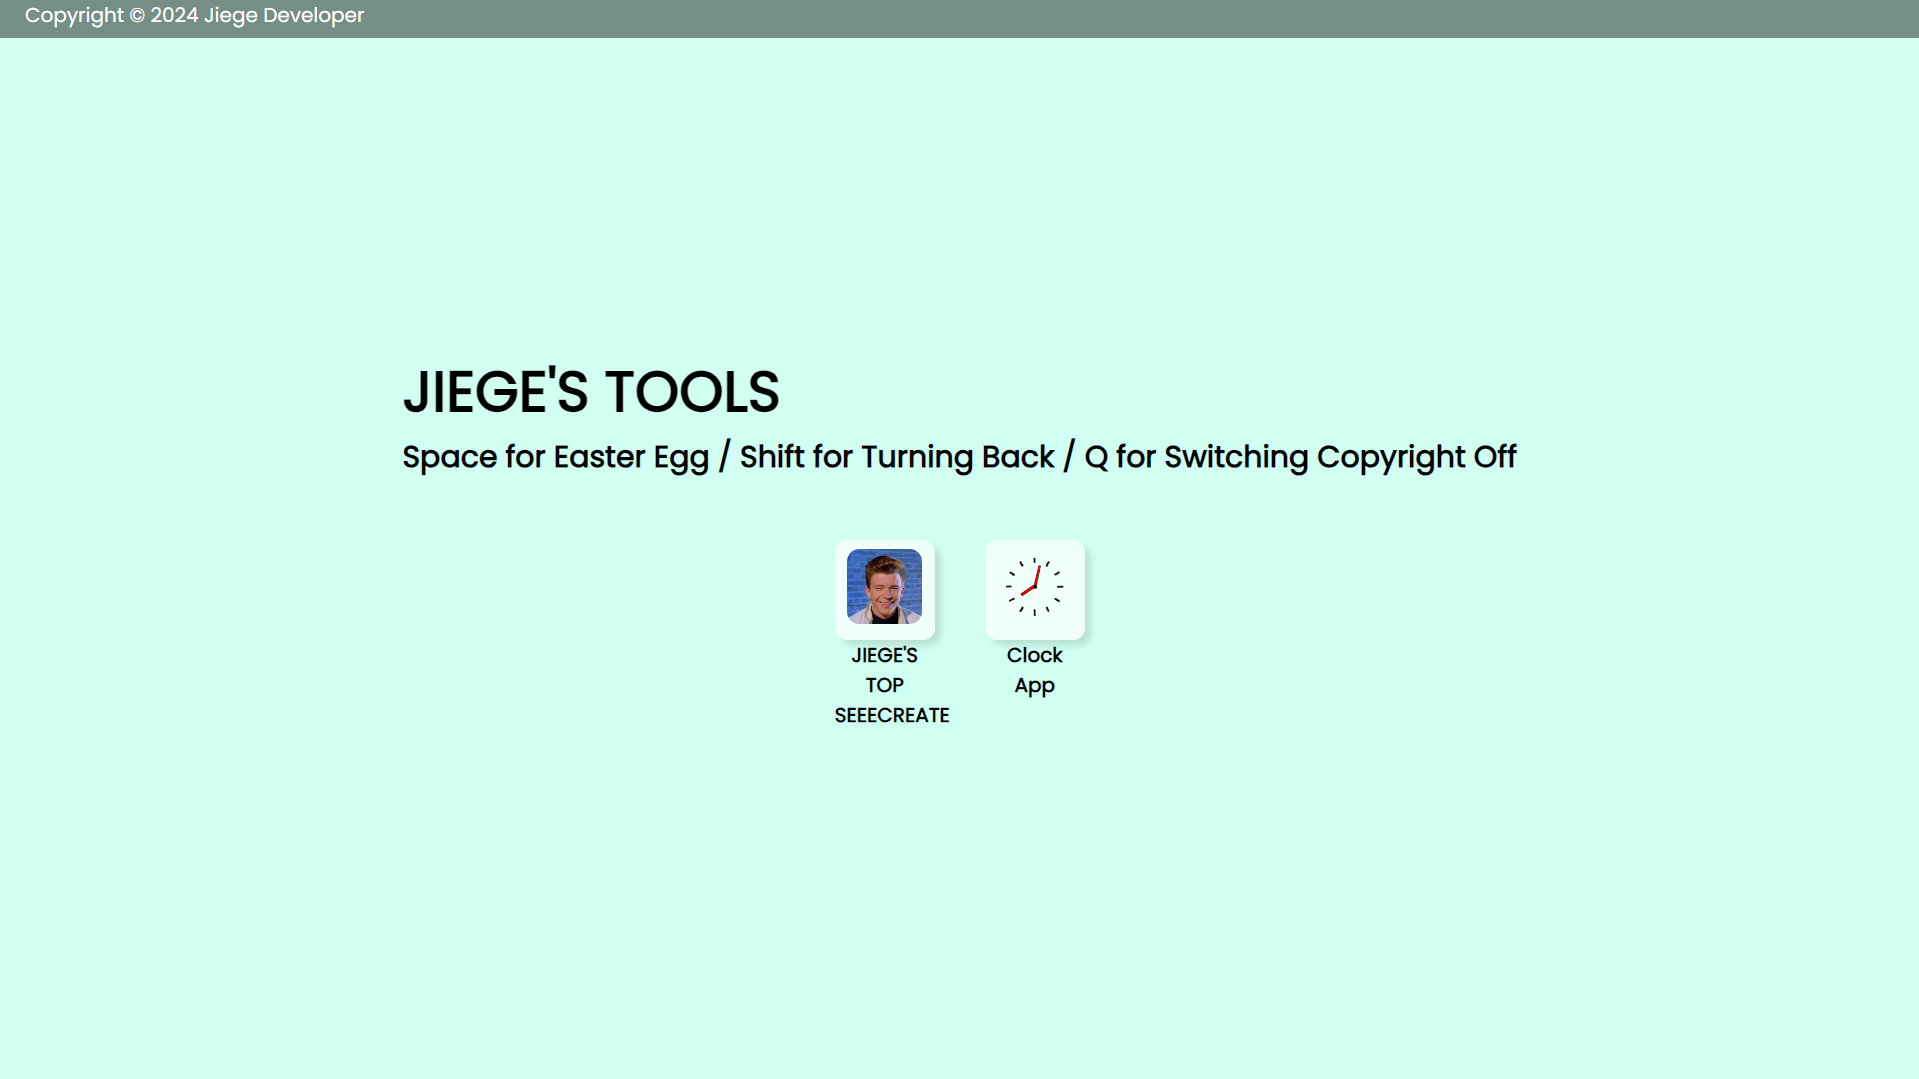 Copyright © 2024 Jiege Developer
JIEGE'S TOOLS
Space for Easter Egg / Shift for Turning Back / Q for Switching Copyright Off
JIEGE'S
TOP
SEEECREATE
Clock
App